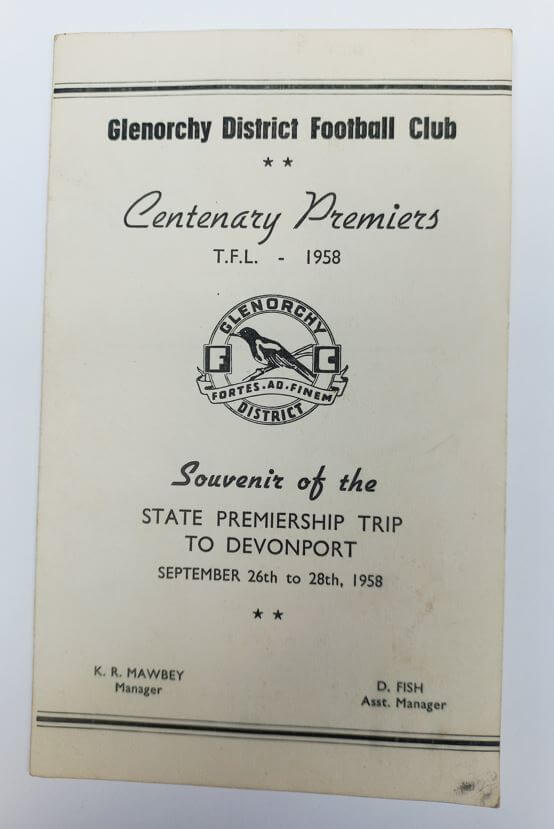 Glenorchy District Football Club
★ ★
Centenary Premiers
T.F.L. - 1958
GLENORCHY
F C
FORTES·AD·FINEM
DISTRICT
Souvenir of the
STATE PREMIERSHIP TRIP
TO DEVONPORT
SEPTEMBER 26th to 28th, 1958
★ ★
K. R. MAWBEY
Manager
D. FISH
Asst. Manager